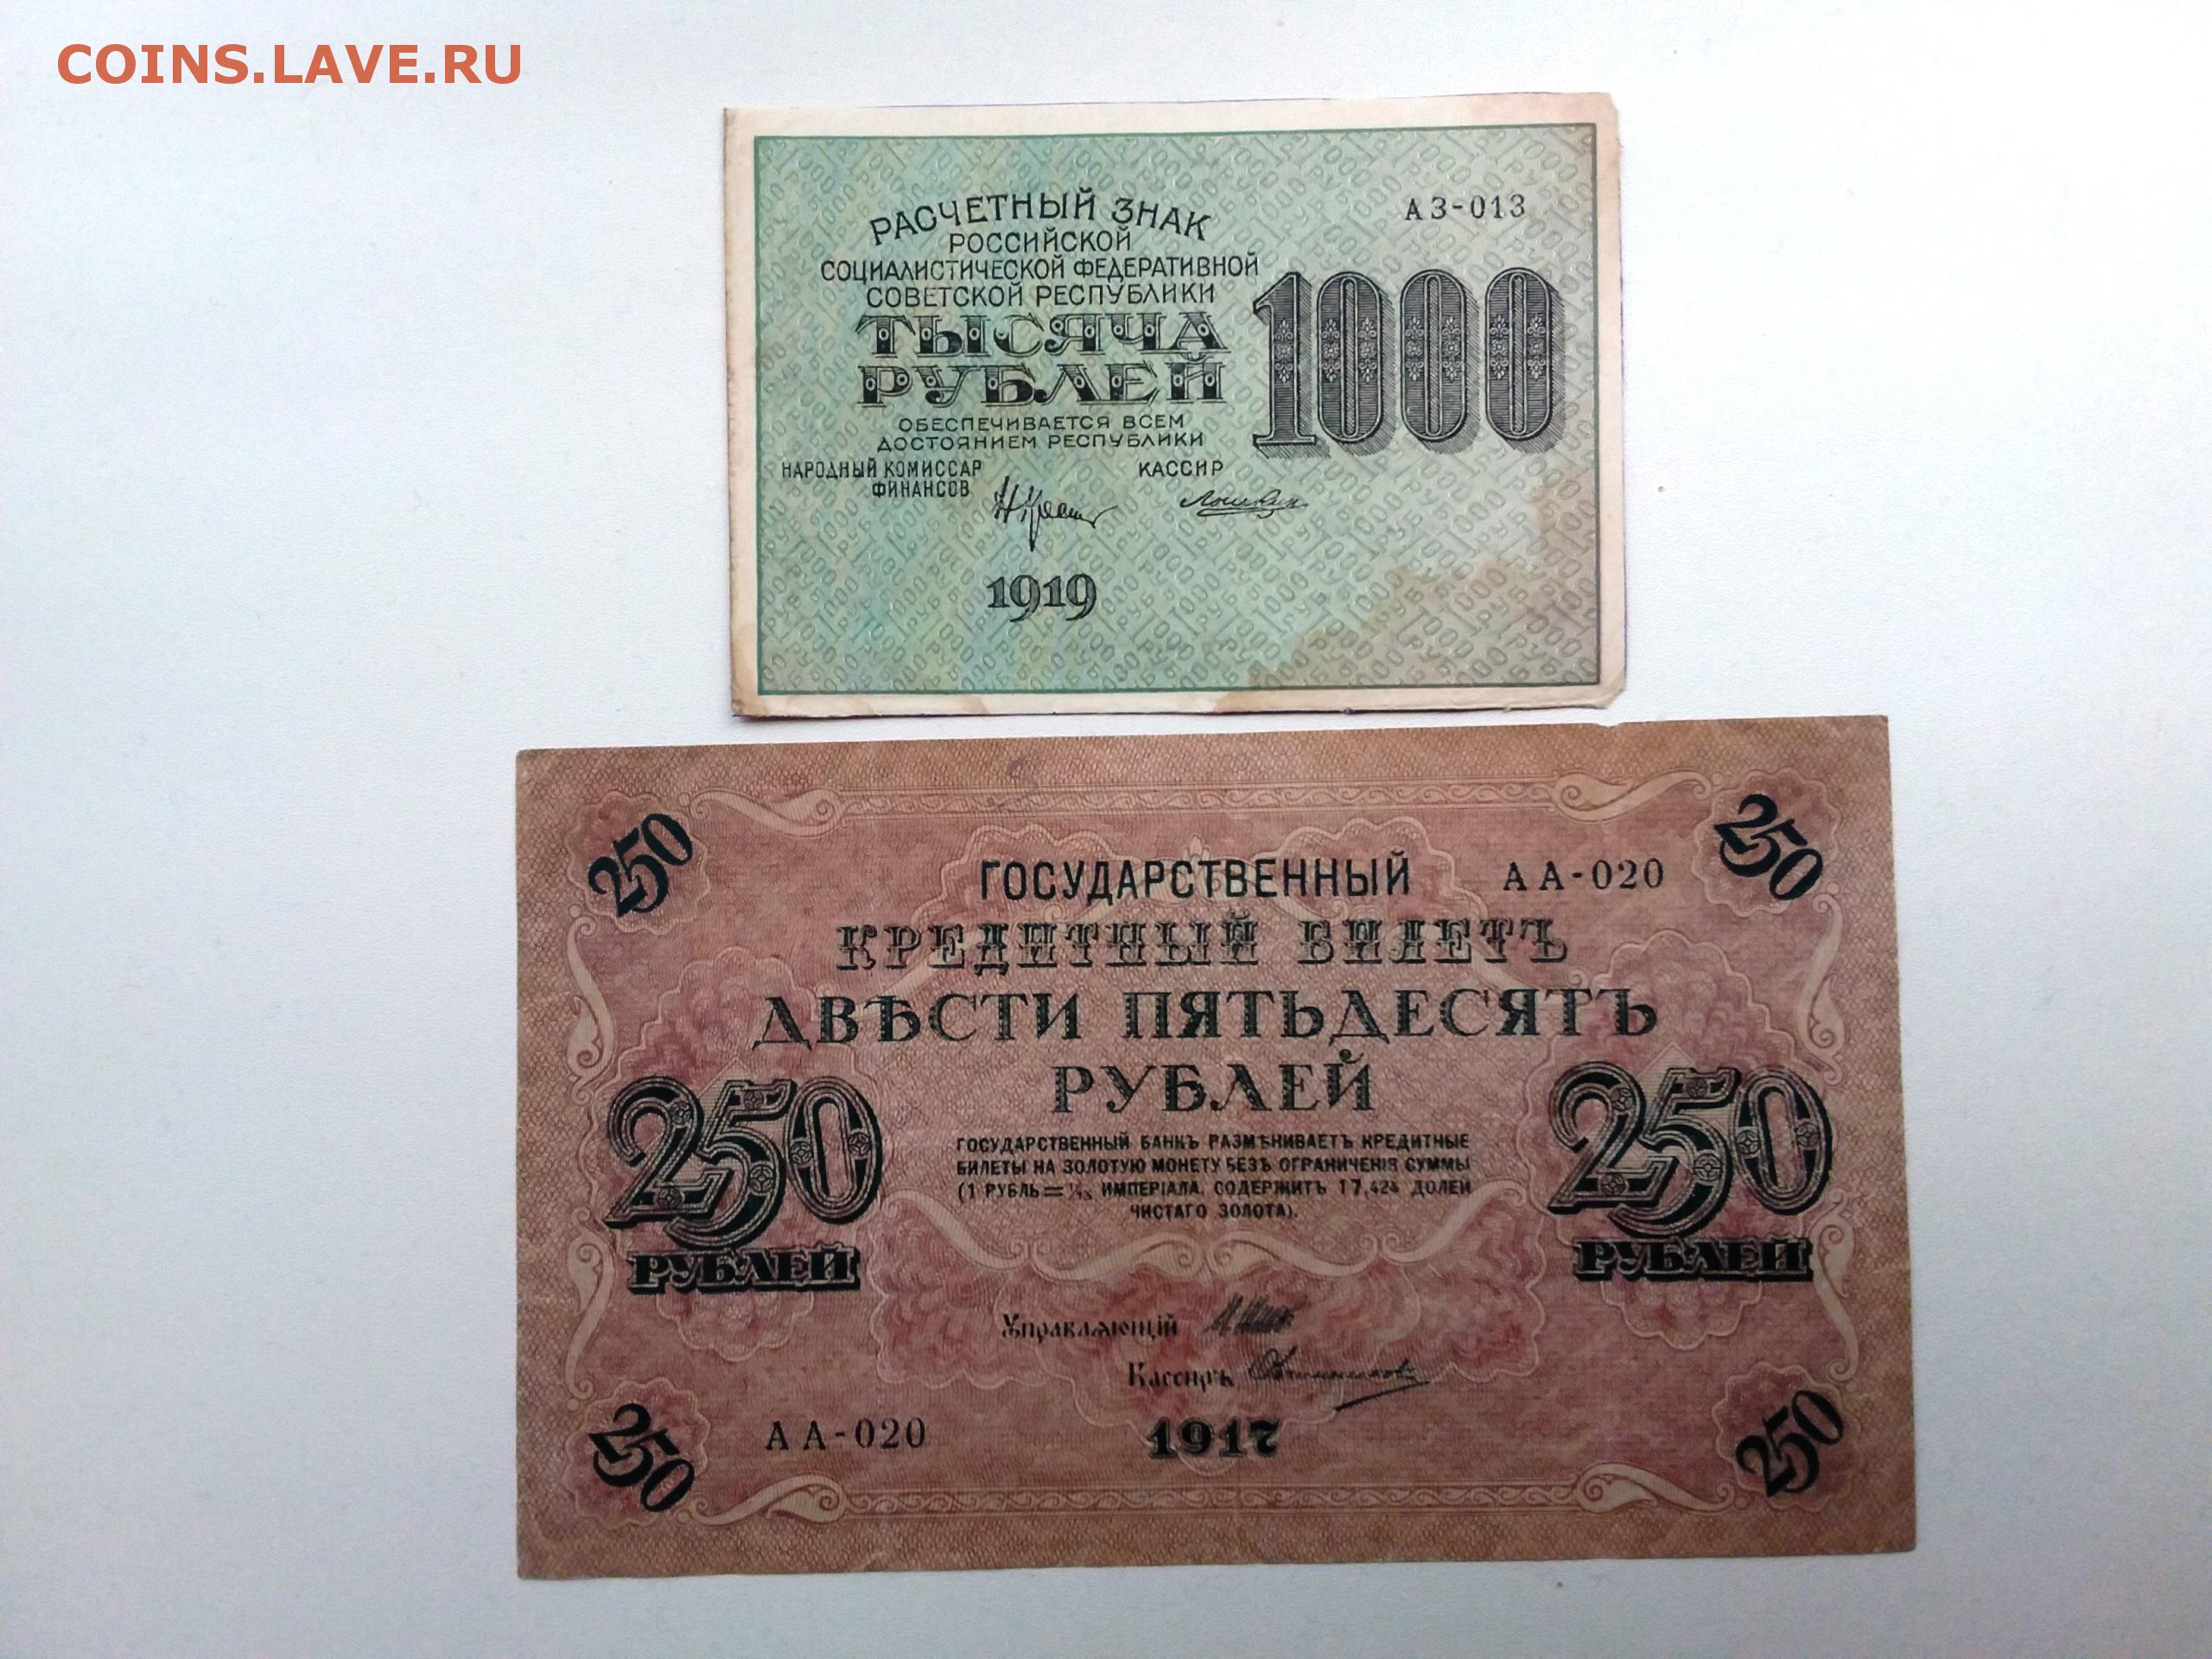 COINS.LAVE.RU
РАСЧЕТНЫЙ ЗНАК
АЗ-013
РОССИЙСКОЙ
СОЦИАЛИСТИЧЕСКОЙ ФЕДЕРАТИВНОЙ
СОВЕТСКОЙ РЕСПУБЛИКИ
ТЫСЯЧА
РУБЛЕЙ
1000
ОБЕСПЕЧИВАЕТСЯ ВСЕМ
ДОСТОЯНИЕМ РЕСПУБЛИКИ
НАРОДНЫЙ КОМИССАР
ФИНАНСОВ
КАССИР
1919
250
250
ГОСУДАРСТВЕННЫЙ
АА-020
КРЕДИТНЫЙ БИЛЕТЪ
ДВѢСТИ ПЯТЬДЕСЯТЪ
РУБЛЕЙ
250
РУБЛЕЙ
250
РУБЛЕЙ
ГОСУДАРСТВЕННЫЙ БАНКЪ РАЗМѢНИВАЕТЪ КРЕДИТНЫЕ
БИЛЕТЫ НА ЗОЛОТУЮ МОНЕТУ БЕЗЪ ОГРАНИЧЕНІЯ СУММЫ
(1 РУБЛЬ = 1/15 ИМПЕРІАЛА, СОДЕРЖИТЪ 17,424 ДОЛЕЙ
ЧИСТАГО ЗОЛОТА).
Управляющій
Кассиръ
АА-020
1917
250
250